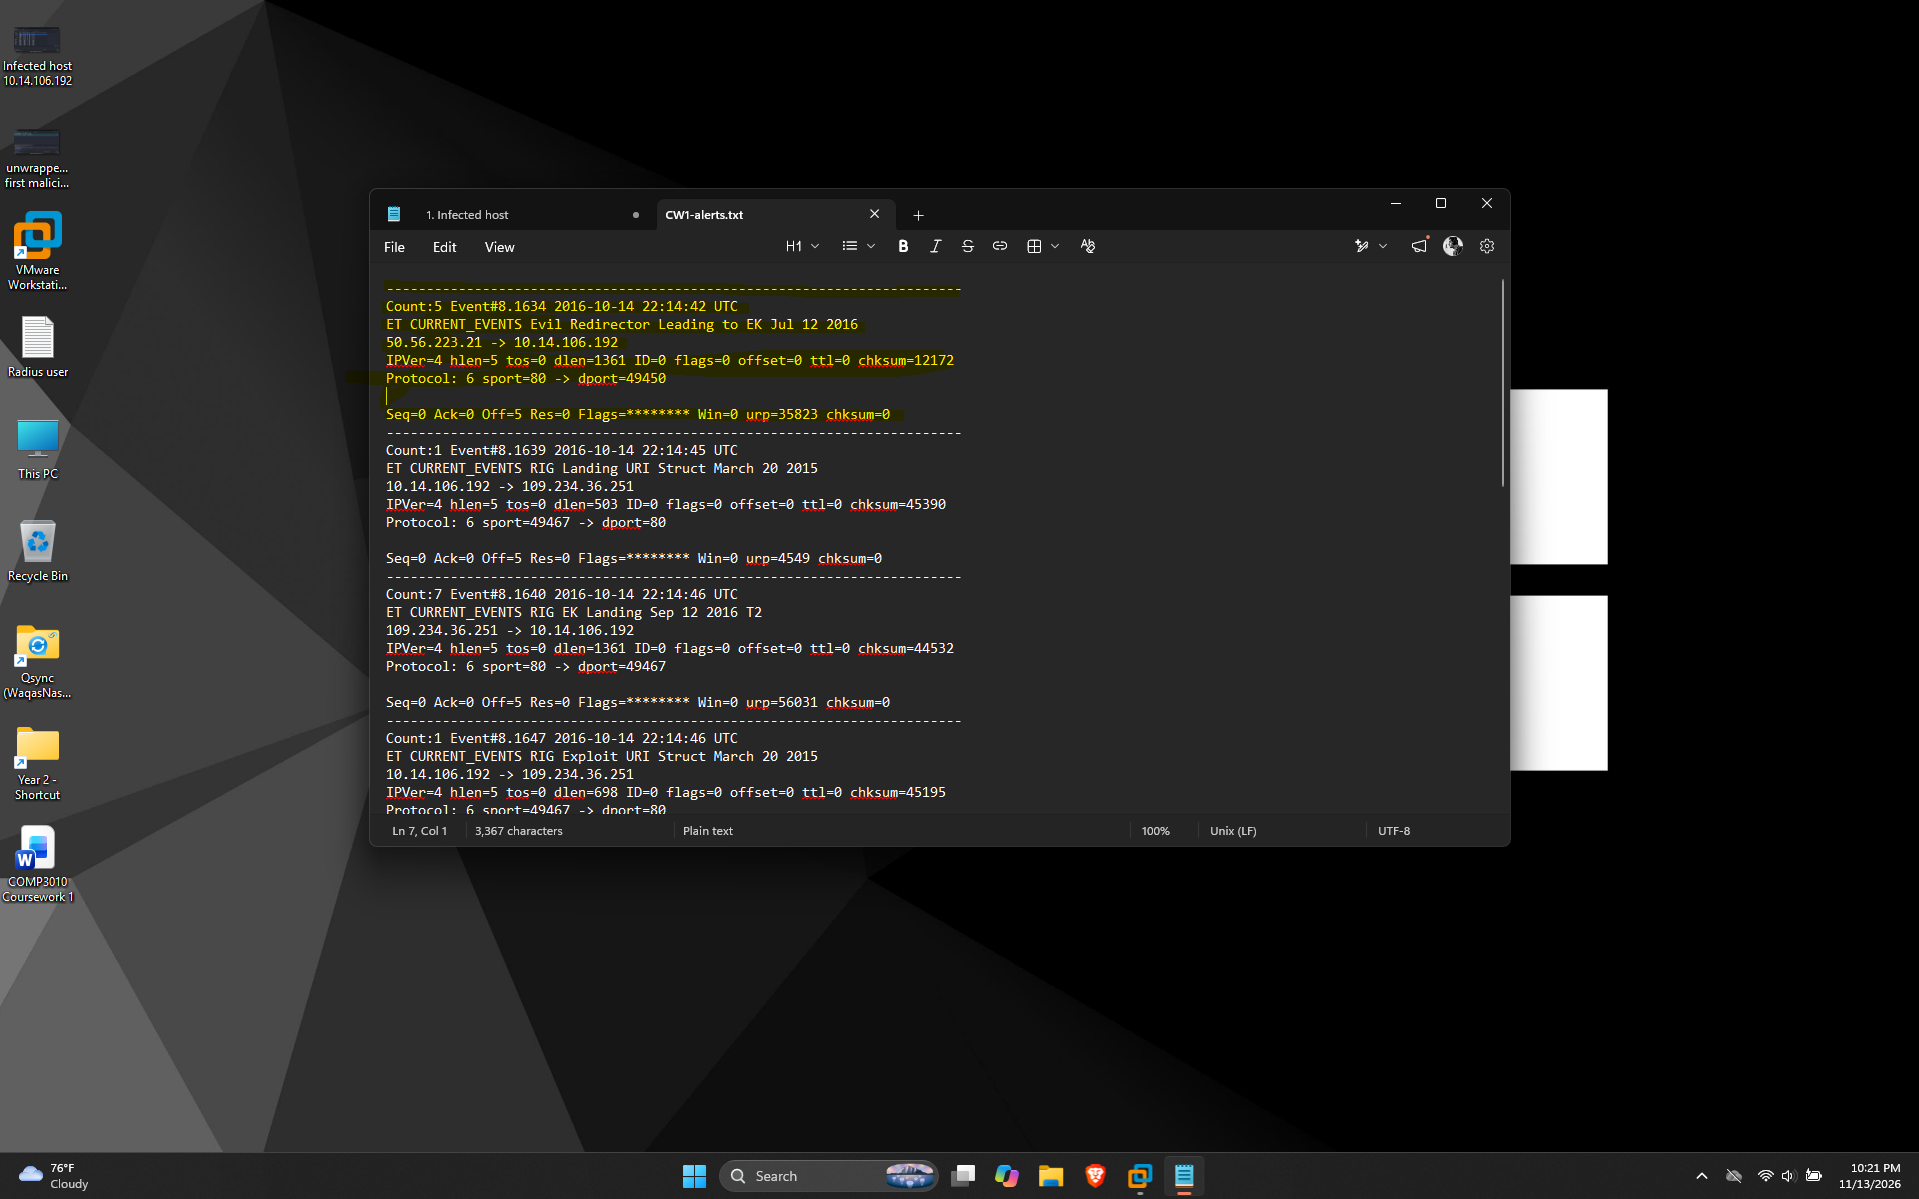 Infected host
10.14.106.192
unwrappe...
first malici...
VMware
Workstati...
Radius user
This PC
Recycle Bin
Qsync
(WaqasNas...
Year 2 -
Shortcut
COMP3010
Coursework 1
1. Infected host
CW1-alerts.txt
File Edit View
H1
------------------------------------------------------------------------
Count:5 Event#8.1634 2016-10-14 22:14:42 UTC
ET CURRENT_EVENTS Evil Redirector Leading to EK Jul 12 2016
50.56.223.21 -> 10.14.106.192
IPVer=4 hlen=5 tos=0 dlen=1361 ID=0 flags=0 offset=0 ttl=0 chksum=12172
Protocol: 6 sport=80 -> dport=49450
Seq=0 Ack=0 Off=5 Res=0 Flags=******** Win=0 urp=35823 chksum=0
------------------------------------------------------------------------
Count:1 Event#8.1639 2016-10-14 22:14:45 UTC
ET CURRENT_EVENTS RIG Landing URI Struct March 20 2015
10.14.106.192 -> 109.234.36.251
IPVer=4 hlen=5 tos=0 dlen=503 ID=0 flags=0 offset=0 ttl=0 chksum=45390
Protocol: 6 sport=49467 -> dport=80
Seq=0 Ack=0 Off=5 Res=0 Flags=******** Win=0 urp=4549 chksum=0
------------------------------------------------------------------------
Count:7 Event#8.1640 2016-10-14 22:14:46 UTC
ET CURRENT_EVENTS RIG EK Landing Sep 12 2016 T2
109.234.36.251 -> 10.14.106.192
IPVer=4 hlen=5 tos=0 dlen=1361 ID=0 flags=0 offset=0 ttl=0 chksum=44532
Protocol: 6 sport=80 -> dport=49467
Seq=0 Ack=0 Off=5 Res=0 Flags=******** Win=0 urp=56031 chksum=0
------------------------------------------------------------------------
Count:1 Event#8.1647 2016-10-14 22:14:46 UTC
ET CURRENT_EVENTS RIG Exploit URI Struct March 20 2015
10.14.106.192 -> 109.234.36.251
IPVer=4 hlen=5 tos=0 dlen=698 ID=0 flags=0 offset=0 ttl=0 chksum=45195
Protocol: 6 sport=49467 -> dport=80
Ln 7, Col 1 3,367 characters Plain text 100% Unix (LF) UTF-8
76°F
Cloudy
Search
10:21 PM
11/13/2026